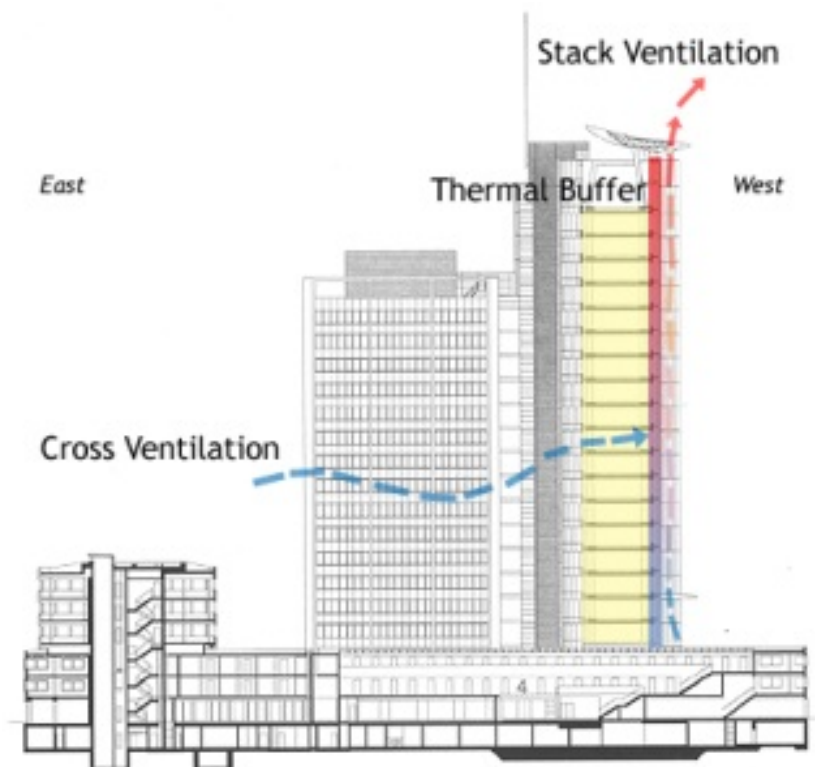 Stack Ventilation
East
Thermal Buffer
West
Cross Ventilation
4